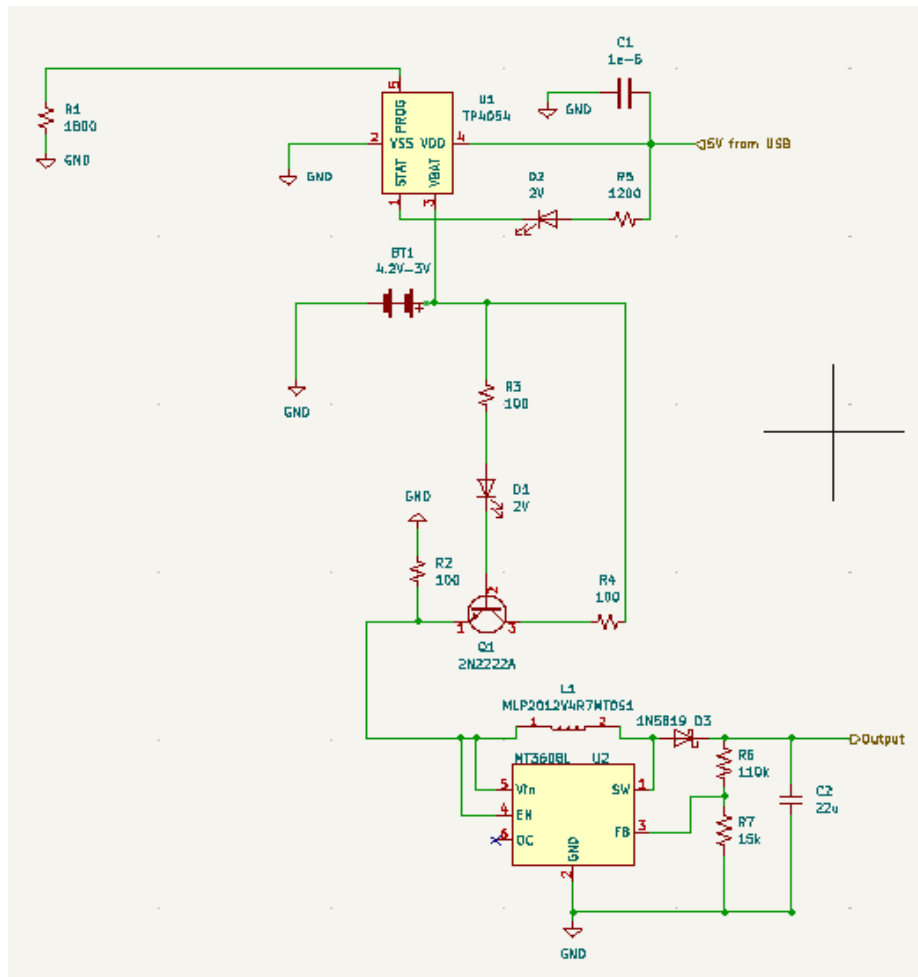 C1
1e-6
GND
5
U1
TP4054
PROG
R1
1800
GND
2
VSS
VDD
4
5V from USB
GND
STAT
VBAT
1
3
D2
2V
R5
1200
BT1
4.2V-3V
+
GND
R3
100
D1
2V
GND
R2
100
R4
100
2
1
3
Q1
2N2222A
L1
MLP2012V4R7MT0S1
1
2
1N5819
D3
Output
MT3608L
U2
R6
110k
5
Vin
SW
1
C2
22u
4
EN
FB
3
R7
15k
6
OC
GND
2
GND